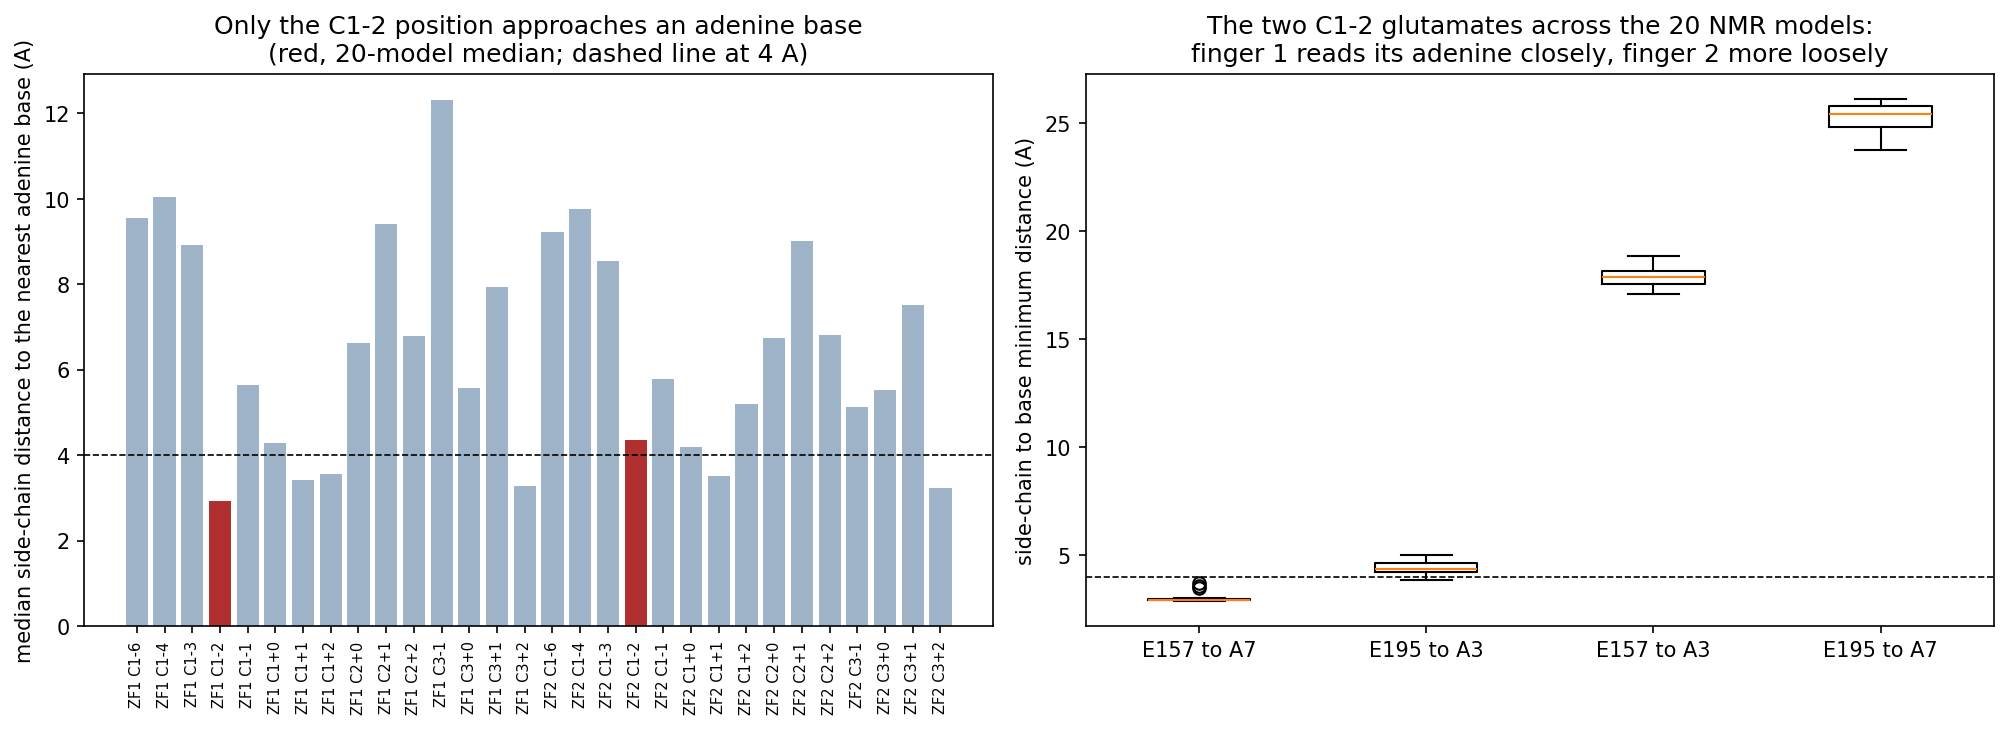 Only the C1-2 position approaches an adenine base
(red, 20-model median; dashed line at 4 A)
median side-chain distance to the nearest adenine base (A)
12
10
8
6
4
2
0
ZF1 C1-6
ZF1 C1-4
ZF1 C1-3
ZF1 C1-2
ZF1 C1-1
ZF1 C1+0
ZF1 C1+1
ZF1 C1+2
ZF1 C2+0
ZF1 C2+1
ZF1 C2+2
ZF1 C3-1
ZF1 C3+0
ZF1 C3+1
ZF1 C3+2
ZF2 C1-6
ZF2 C1-4
ZF2 C1-3
ZF2 C1-2
ZF2 C1-1
ZF2 C1+0
ZF2 C1+1
ZF2 C1+2
ZF2 C2+0
ZF2 C2+1
ZF2 C2+2
ZF2 C3-1
ZF2 C3+0
ZF2 C3+1
ZF2 C3+2
The two C1-2 glutamates across the 20 NMR models:
finger 1 reads its adenine closely, finger 2 more loosely
side-chain to base minimum distance (A)
25
20
15
10
5
E157 to A7
E195 to A3
E157 to A3
E195 to A7